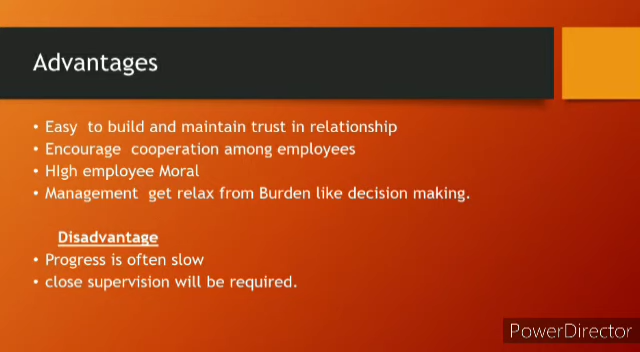 Advantages
• Easy to build and maintain trust in relationship
• Encourage cooperation among employees
• HIgh employee Moral
• Management get relax from Burden like decision making.
Disadvantage
• Progress is often slow
• close supervision will be required.
PowerDirector